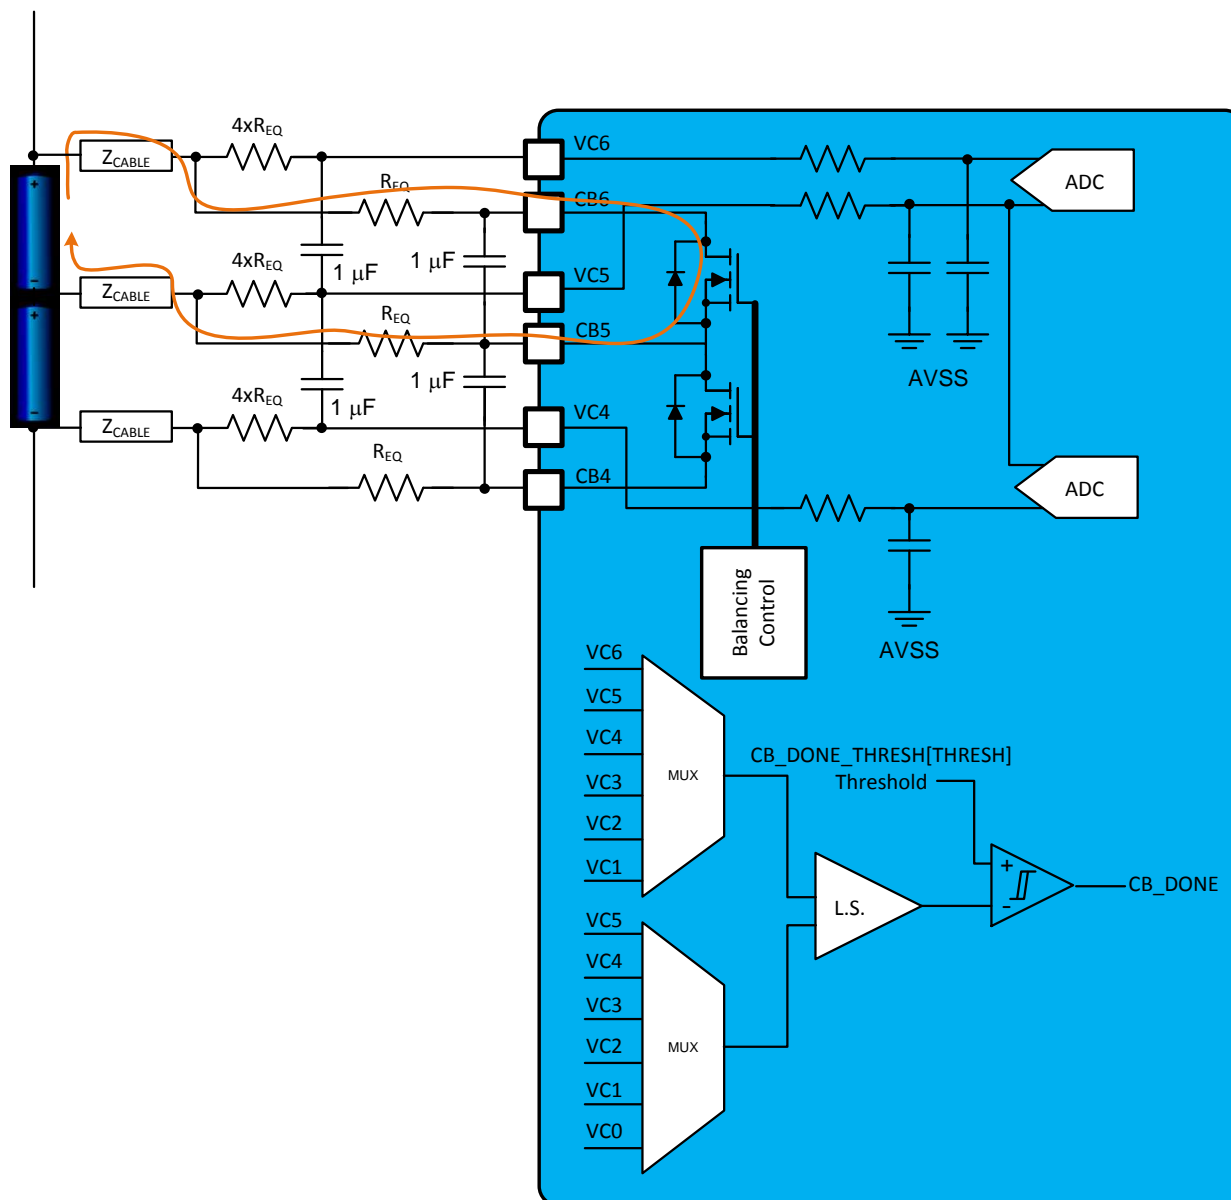 4xREQ
ZCABLE
VC6
ADC
REQ
CB6
+
4xREQ
1 μF
1 μF
VC5
-
ZCABLE
+
REQ
CB5
AVSS
1 μF
4xREQ
1 μF
VC4
-
ZCABLE
REQ
CB4
ADC
Balancing
Control
AVSS
VC6
VC5
VC4
VC3
VC2
VC1
MUX
CB_DONE_THRESH[THRESH]
Threshold
+
-
CB_DONE
L.S.
VC5
VC4
VC3
VC2
VC1
VC0
MUX